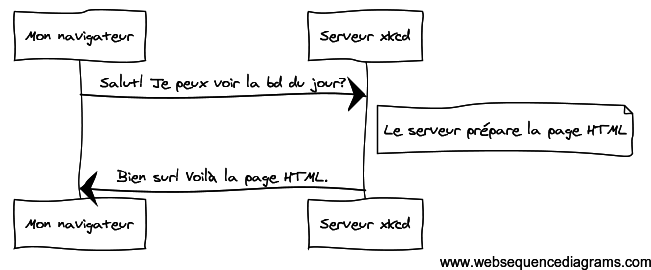 Mon navigateur
Serveur xkcd
Salut! Je peux voir la bd du jour?
Le serveur prépare la page HTML
Bien sur! Voilà la page HTML.
Mon navigateur
Serveur xkcd
www.websequencediagrams.com